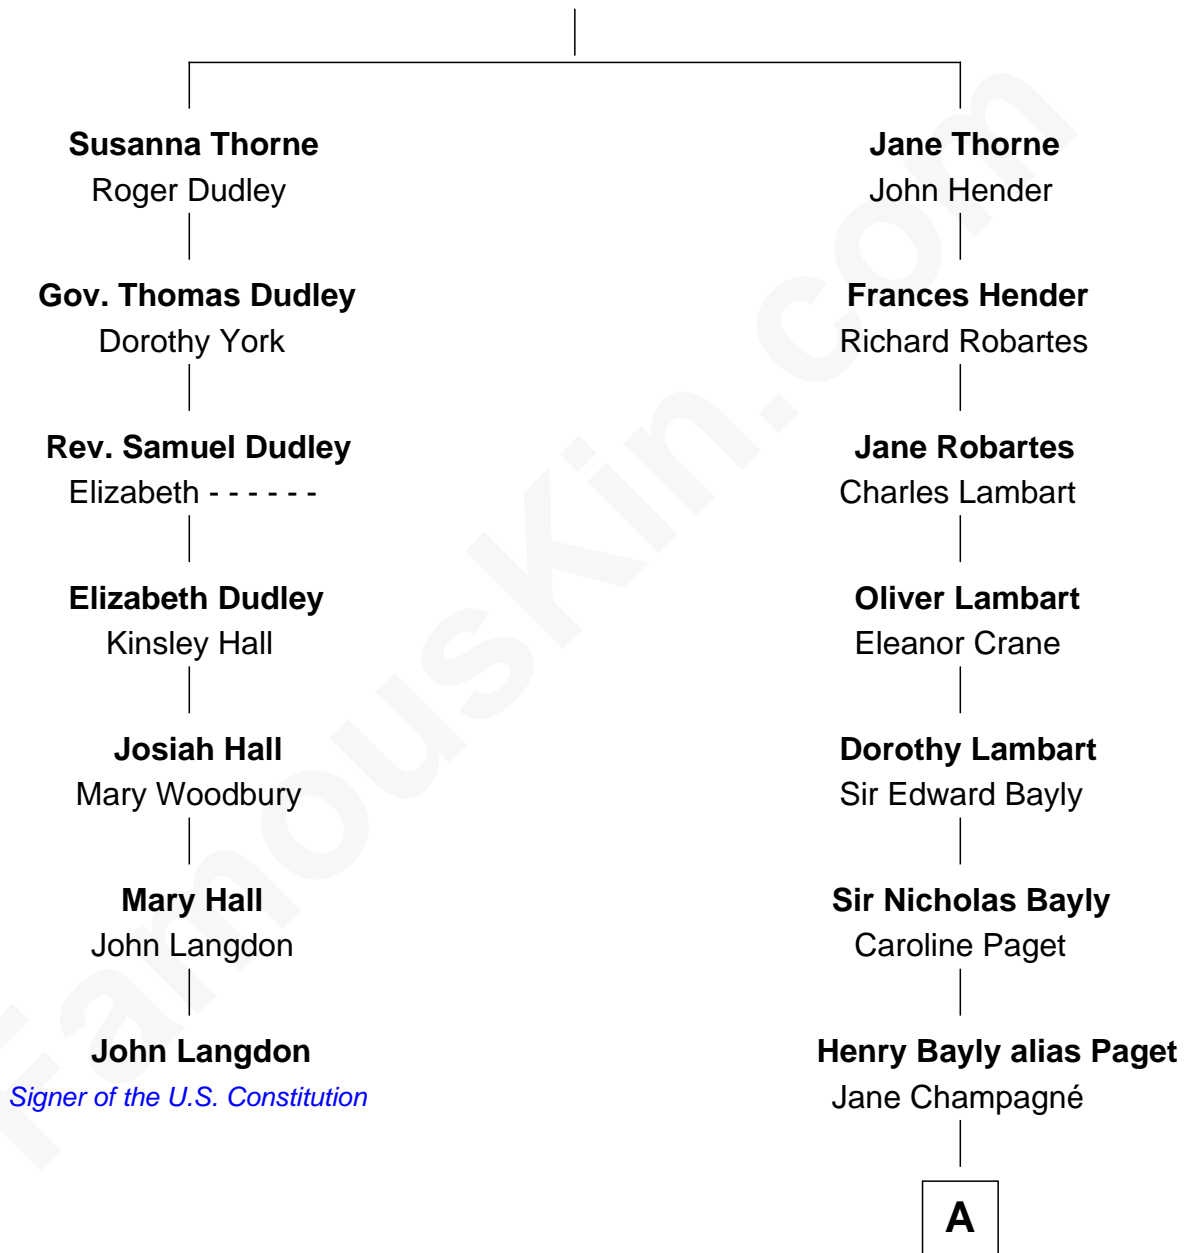 Susanna Thorne
Roger Dudley
Gov. Thomas Dudley
Dorothy York
Rev. Samuel Dudley
Elizabeth - - - - - -
Elizabeth Dudley
Kinsley Hall
Josiah Hall
Mary Woodbury
Mary Hall
John Langdon
John Langdon
Signer of the U.S. Constitution
Jane Thorne
John Hender
Frances Hender
Richard Robartes
Jane Robartes
Charles Lambart
Oliver Lambart
Eleanor Crane
Dorothy Lambart
Sir Edward Bayly
Sir Nicholas Bayly
Caroline Paget
Henry Bayly alias Paget
Jane Champagné
A
FamousKin.com